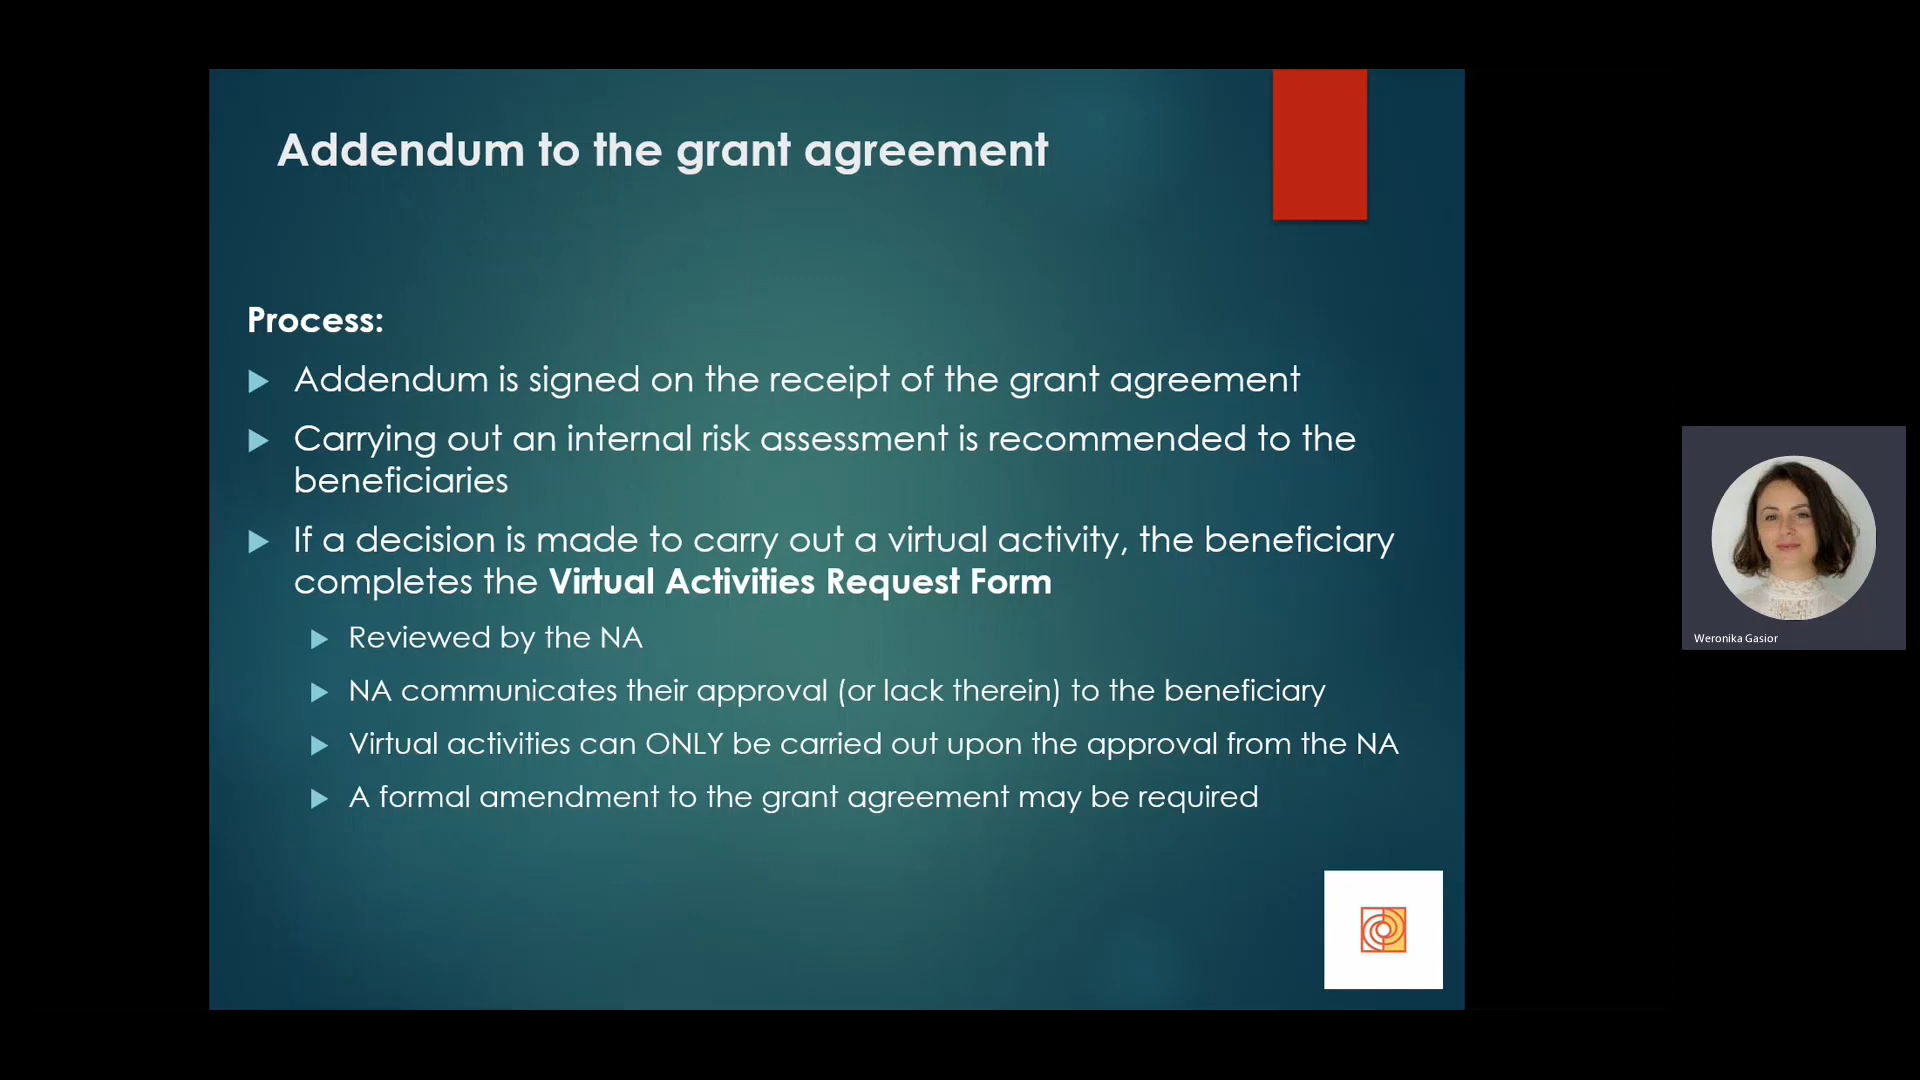 Addendum to the grant agreement
Process:
Addendum is signed on the receipt of the grant agreement
Carrying out an internal risk assessment is recommended to the
beneficiaries
If a decision is made to carry out a virtual activity, the beneficiary
completes the Virtual Activities Request Form
Reviewed by the NA
NA communicates their approval (or lack therein) to the beneficiary
Virtual activities can ONLY be carried out upon the approval from the NA
A formal amendment to the grant agreement may be required
Weronika Gasior